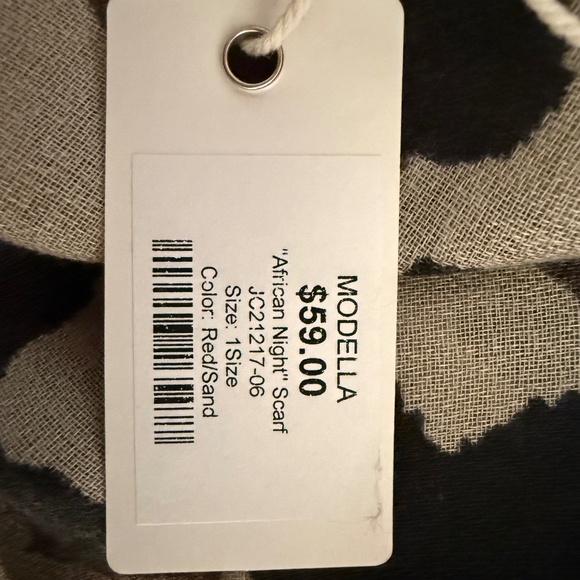 MODELLA
$59.00
"African Night" Scarf
JC21217-06
Size: 1Size
Color: Red/Sand